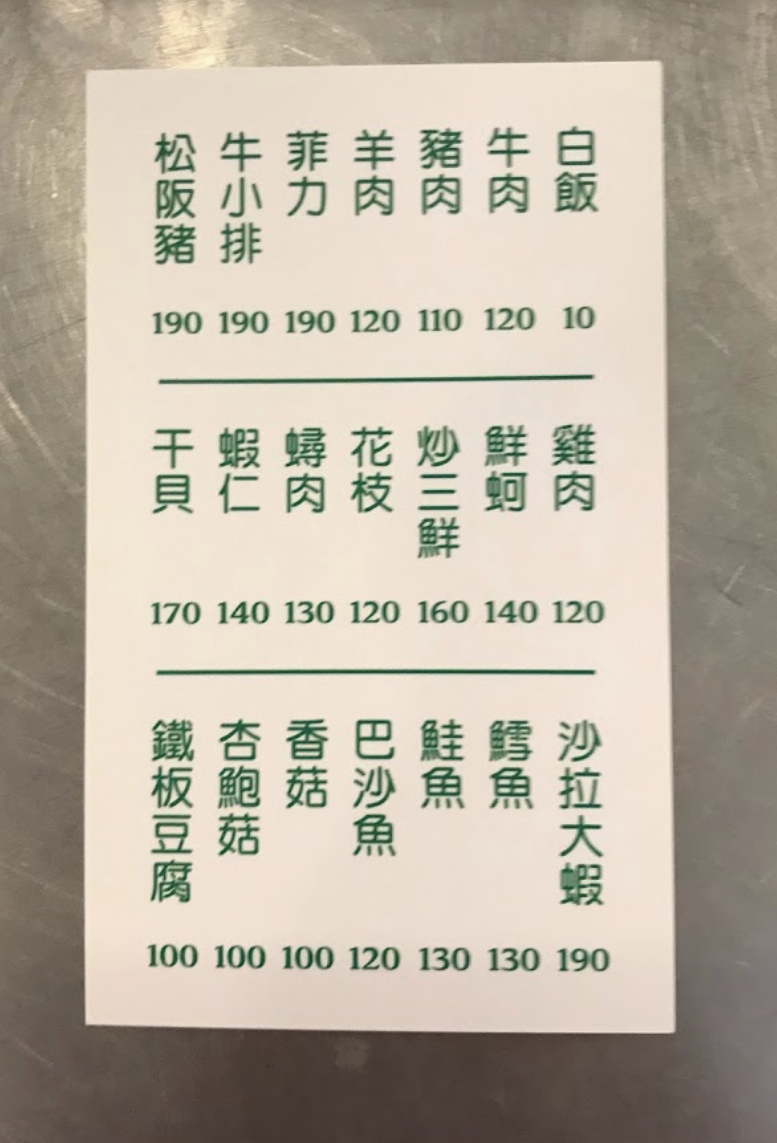 白飯 10
牛肉 120
豬肉 110
羊肉 120
菲力 190
牛小排 190
松阪豬 190
雞肉 120
鮮蚵 140
炒三鮮 160
花枝 120
蟳肉 130
蝦仁 140
干貝 170
沙拉大蝦 190
鱈魚 130
鮭魚 130
巴沙魚 120
香菇 100
杏鮑菇 100
鐵板豆腐 100